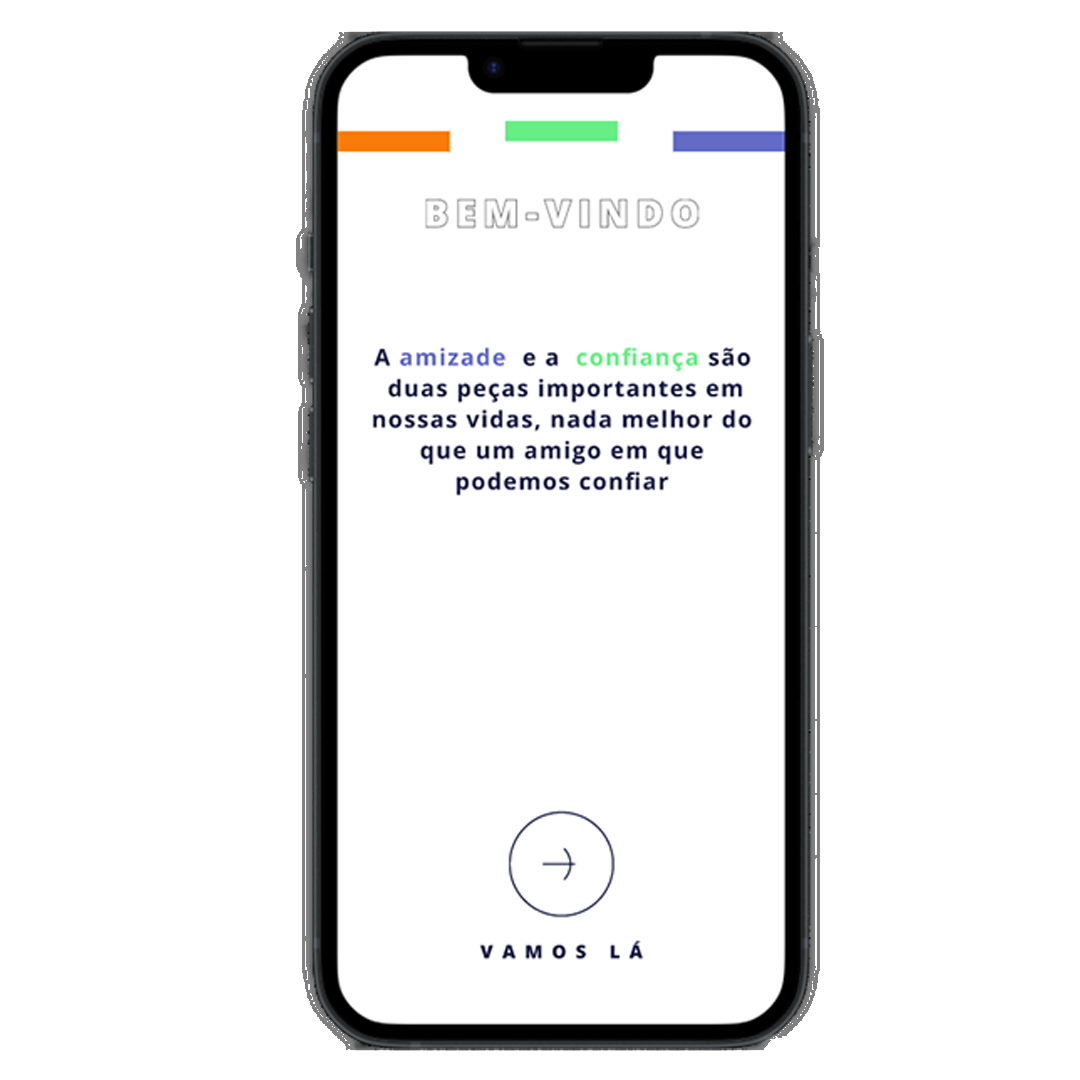 BEM-VINDO
A amizade e a confiança são
duas peças importantes em
nossas vidas, nada melhor do
que um amigo em que
podemos confiar
VAMOS LÁ